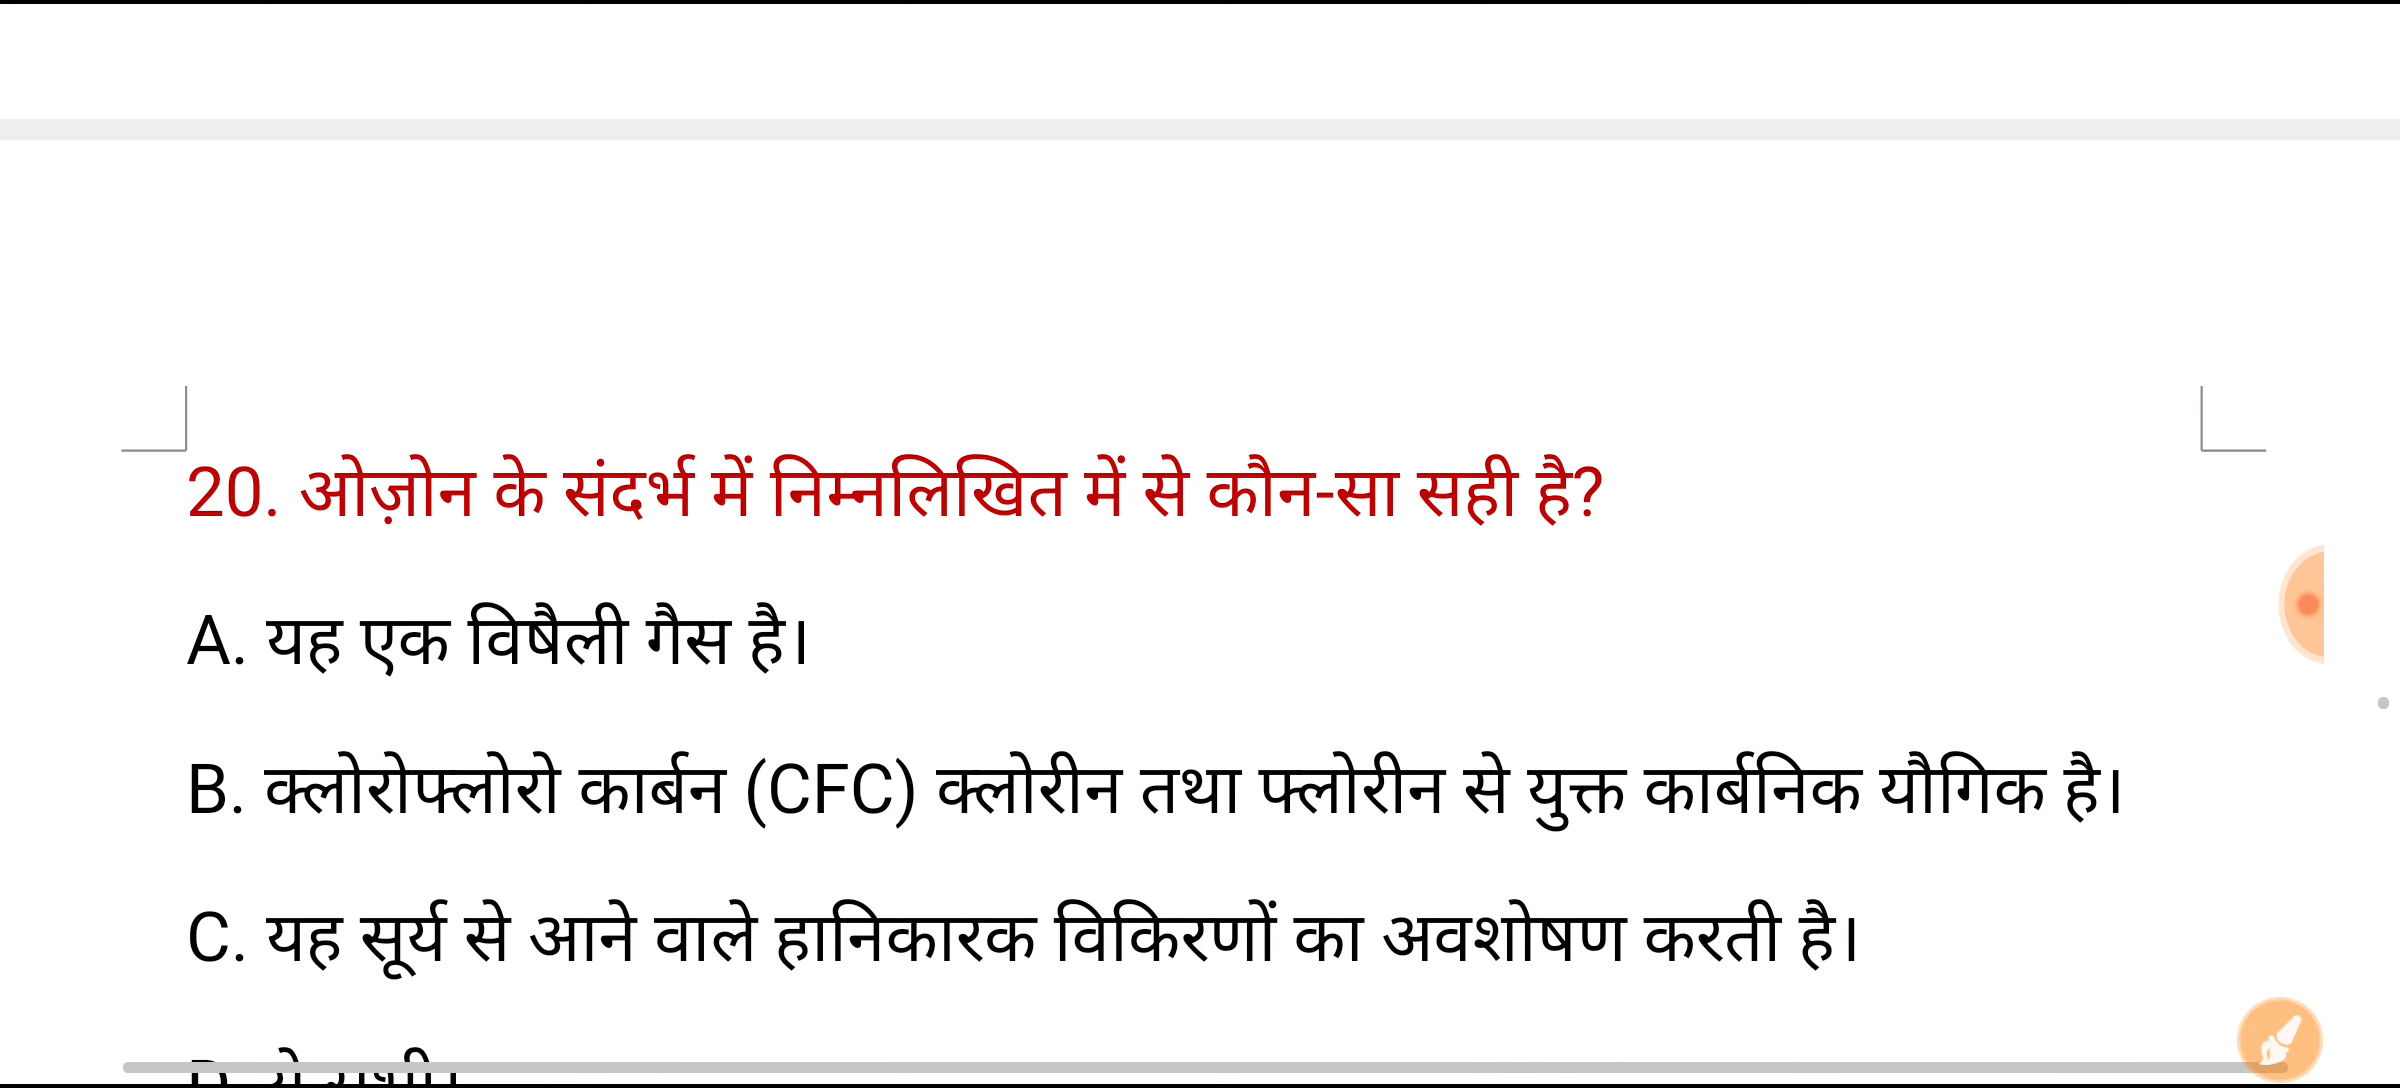 20. ओज़ोन के संदर्भ में निम्नलिखित में से कौन-सा सही है?
A. यह एक विषैली गैस है।
B. क्लोरोफ्लोरो कार्बन (CFC) क्लोरीन तथा फ्लोरीन से युक्त कार्बनिक यौगिक है।
C. यह सूर्य से आने वाले हानिकारक विकिरणों का अवशोषण करती है।